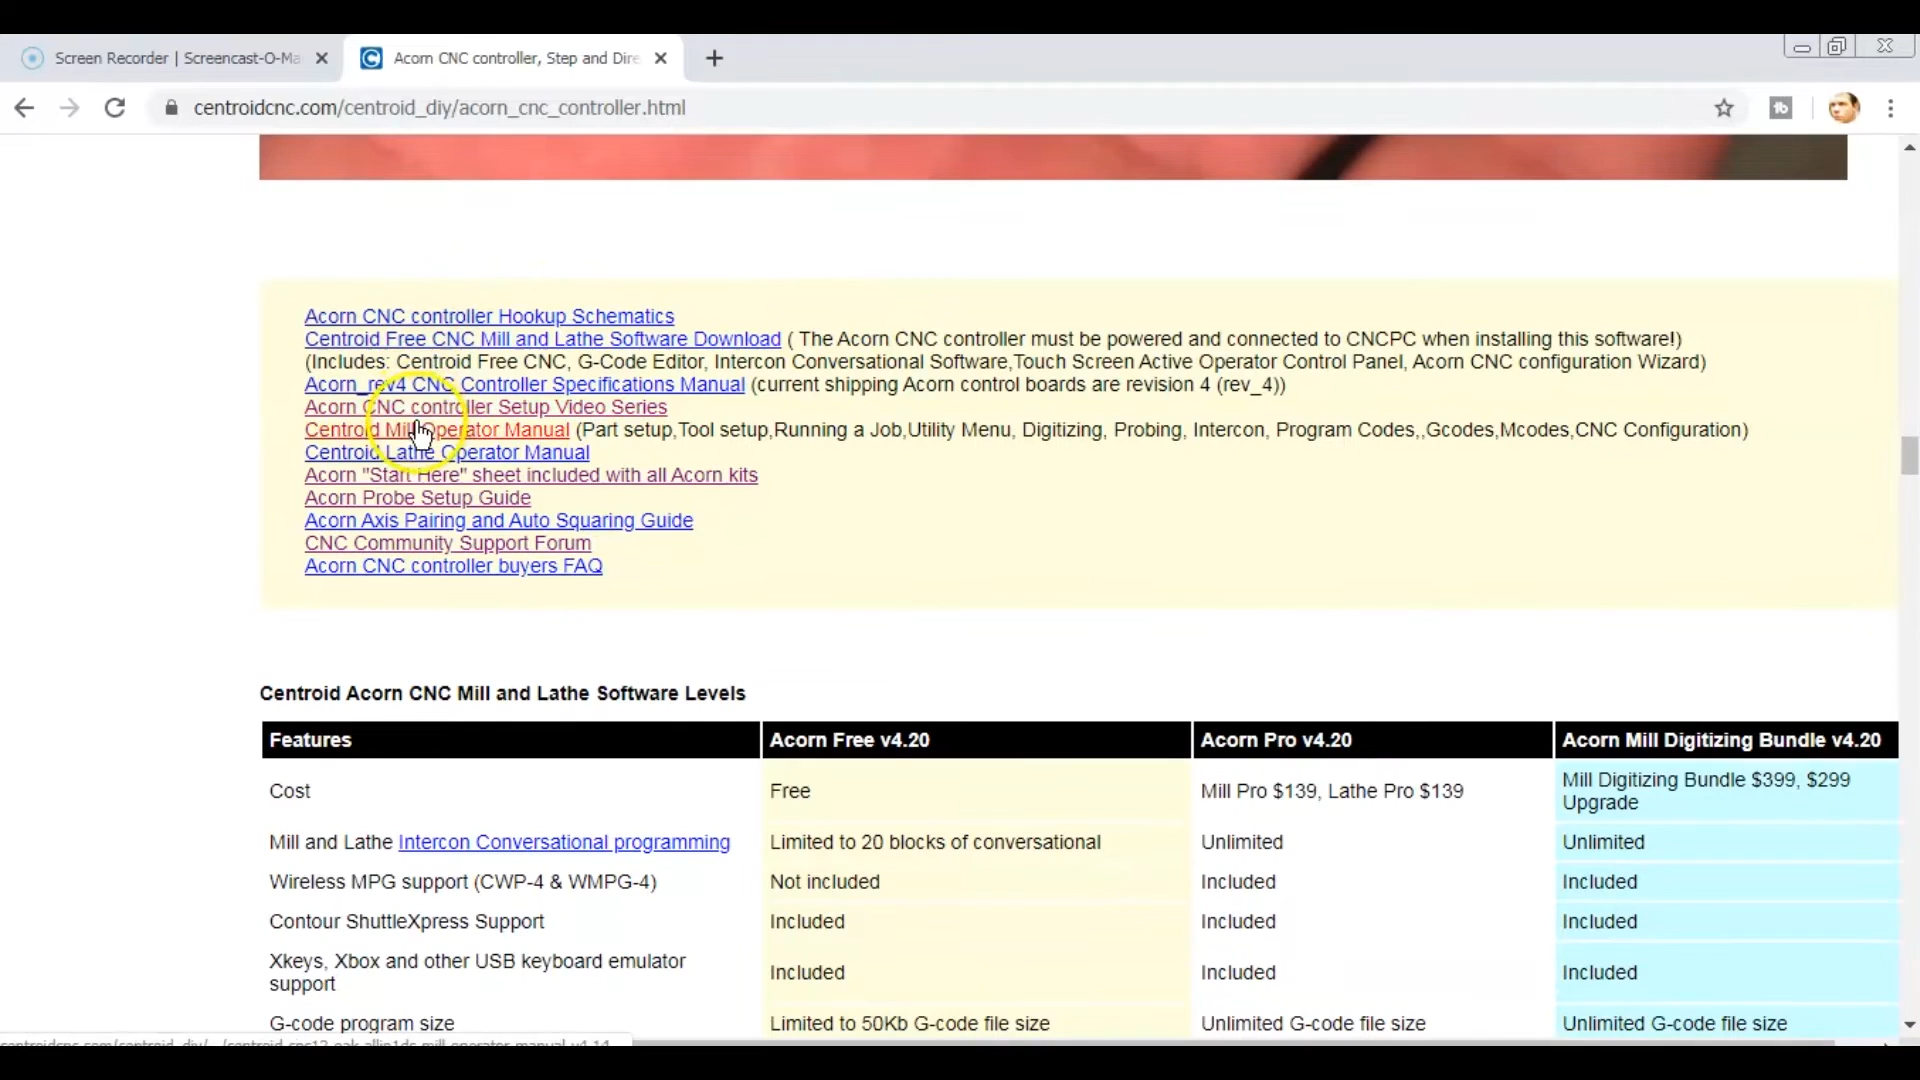 Screen Recorder | Screencast-O-Ma
Acorn CNC controller, Step and Dire
centroidcnc.com/centroid_diy/acorn_cnc_controller.html
Acorn CNC controller Hookup Schematics
Centroid Free CNC Mill and Lathe Software Download ( The Acorn CNC controller must be powered and connected to CNCPC when installing this software!)
(Includes: Centroid Free CNC, G-Code Editor, Intercon Conversational Software,Touch Screen Active Operator Control Panel, Acorn CNC configuration Wizard)
Acorn_rev4 CNC Controller Specifications Manual (current shipping Acorn control boards are revision 4 (rev_4))
Acorn CNC controller Setup Video Series
Centroid Mill Operator Manual (Part setup,Tool setup,Running a Job,Utility Menu, Digitizing, Probing, Intercon, Program Codes,,Gcodes,Mcodes,CNC Configuration)
Centroid Lathe Operator Manual
Acorn "Start Here" sheet included with all Acorn kits
Acorn Probe Setup Guide
Acorn Axis Pairing and Auto Squaring Guide
CNC Community Support Forum
Acorn CNC controller buyers FAQ
Centroid Acorn CNC Mill and Lathe Software Levels
Features Acorn Free v4.20 Acorn Pro v4.20 Acorn Mill Digitizing Bundle v4.20
Cost Free Mill Pro $139, Lathe Pro $139 Mill Digitizing Bundle $399, $299
Upgrade
Mill and Lathe Intercon Conversational programming Limited to 20 blocks of conversational Unlimited Unlimited
Wireless MPG support (CWP-4 & WMPG-4) Not included Included Included
Contour ShuttleXpress Support Included Included Included
Xkeys, Xbox and other USB keyboard emulator
support Included Included Included
G-code program size Limited to 50Kb G-code file size Unlimited G-code file size Unlimited G-code file size